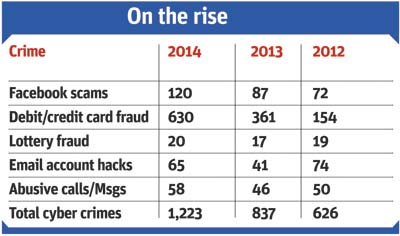 On the rise
Crime 2014 2013 2012
Facebook scams 120 87 72
Debit/credit card fraud 630 361 154
Lottery fraud 20 17 19
Email account hacks 65 41 74
Abusive calls/Msgs 58 46 50
Total cyber crimes 1,223 837 626